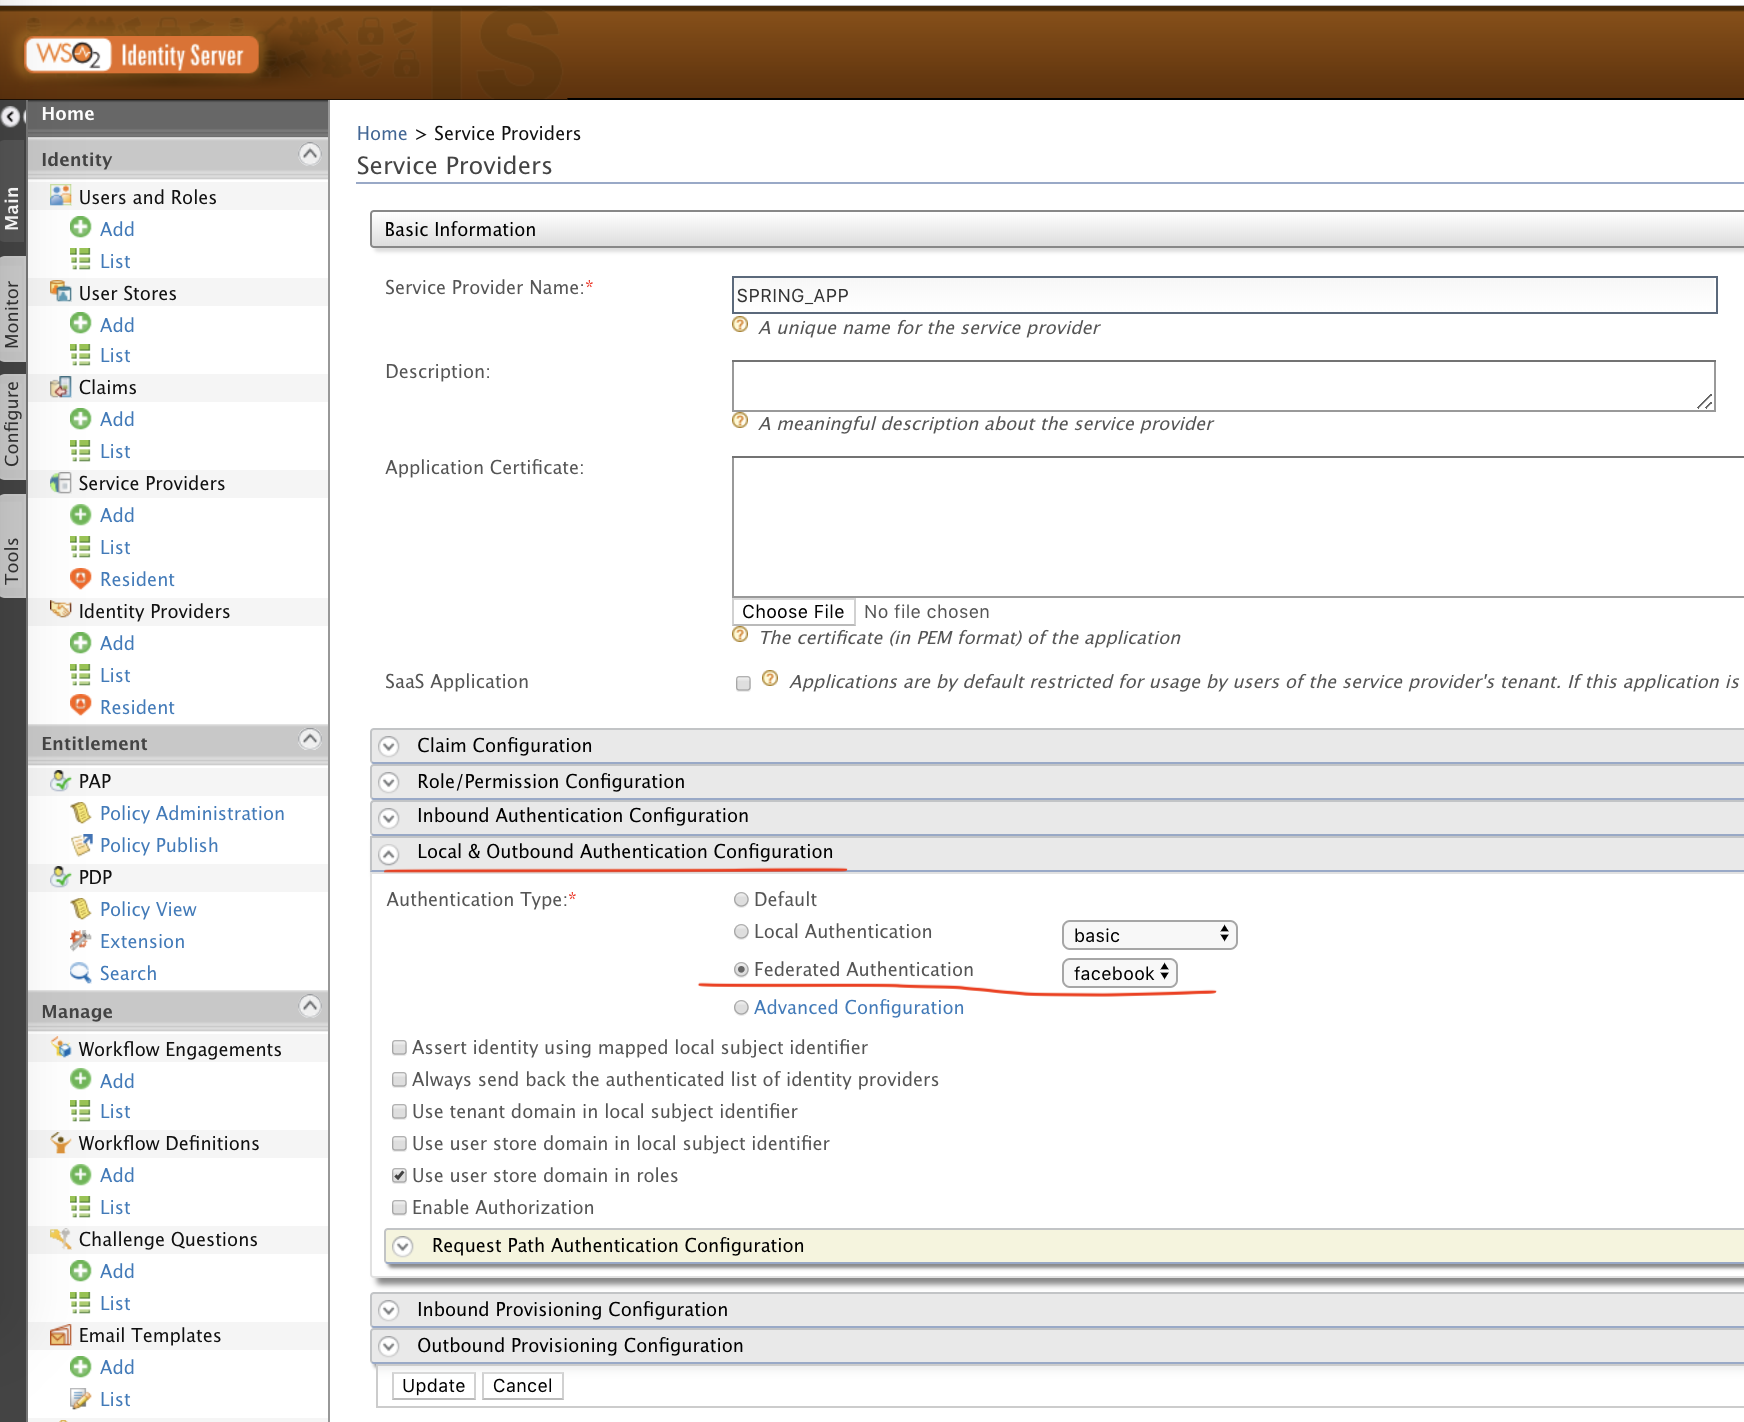 WSO2 Identity Server
Home
Identity
Users and Roles
Add
List
User Stores
Add
List
Claims
Add
List
Service Providers
Add
List
Resident
Identity Providers
Add
List
Resident
Entitlement
PAP
Policy Administration
Policy Publish
PDP
Policy View
Extension
Search
Manage
Workflow Engagements
Add
List
Workflow Definitions
Add
List
Challenge Questions
Add
List
Email Templates
Add
List
Main
Monitor
Configure
Tools
Home > Service Providers
Service Providers
Basic Information
Service Provider Name:* SPRING_APP
A unique name for the service provider
Description:
A meaningful description about the service provider
Application Certificate:
Choose File No file chosen
The certificate (in PEM format) of the application
SaaS Application Applications are by default restricted for usage by users of the service provider's tenant. If this application is
Claim Configuration
Role/Permission Configuration
Inbound Authentication Configuration
Local & Outbound Authentication Configuration
Authentication Type:* Default
Local Authentication basic
Federated Authentication facebook
Advanced Configuration
Assert identity using mapped local subject identifier
Always send back the authenticated list of identity providers
Use tenant domain in local subject identifier
Use user store domain in local subject identifier
Use user store domain in roles
Enable Authorization
Request Path Authentication Configuration
Inbound Provisioning Configuration
Outbound Provisioning Configuration
Update Cancel